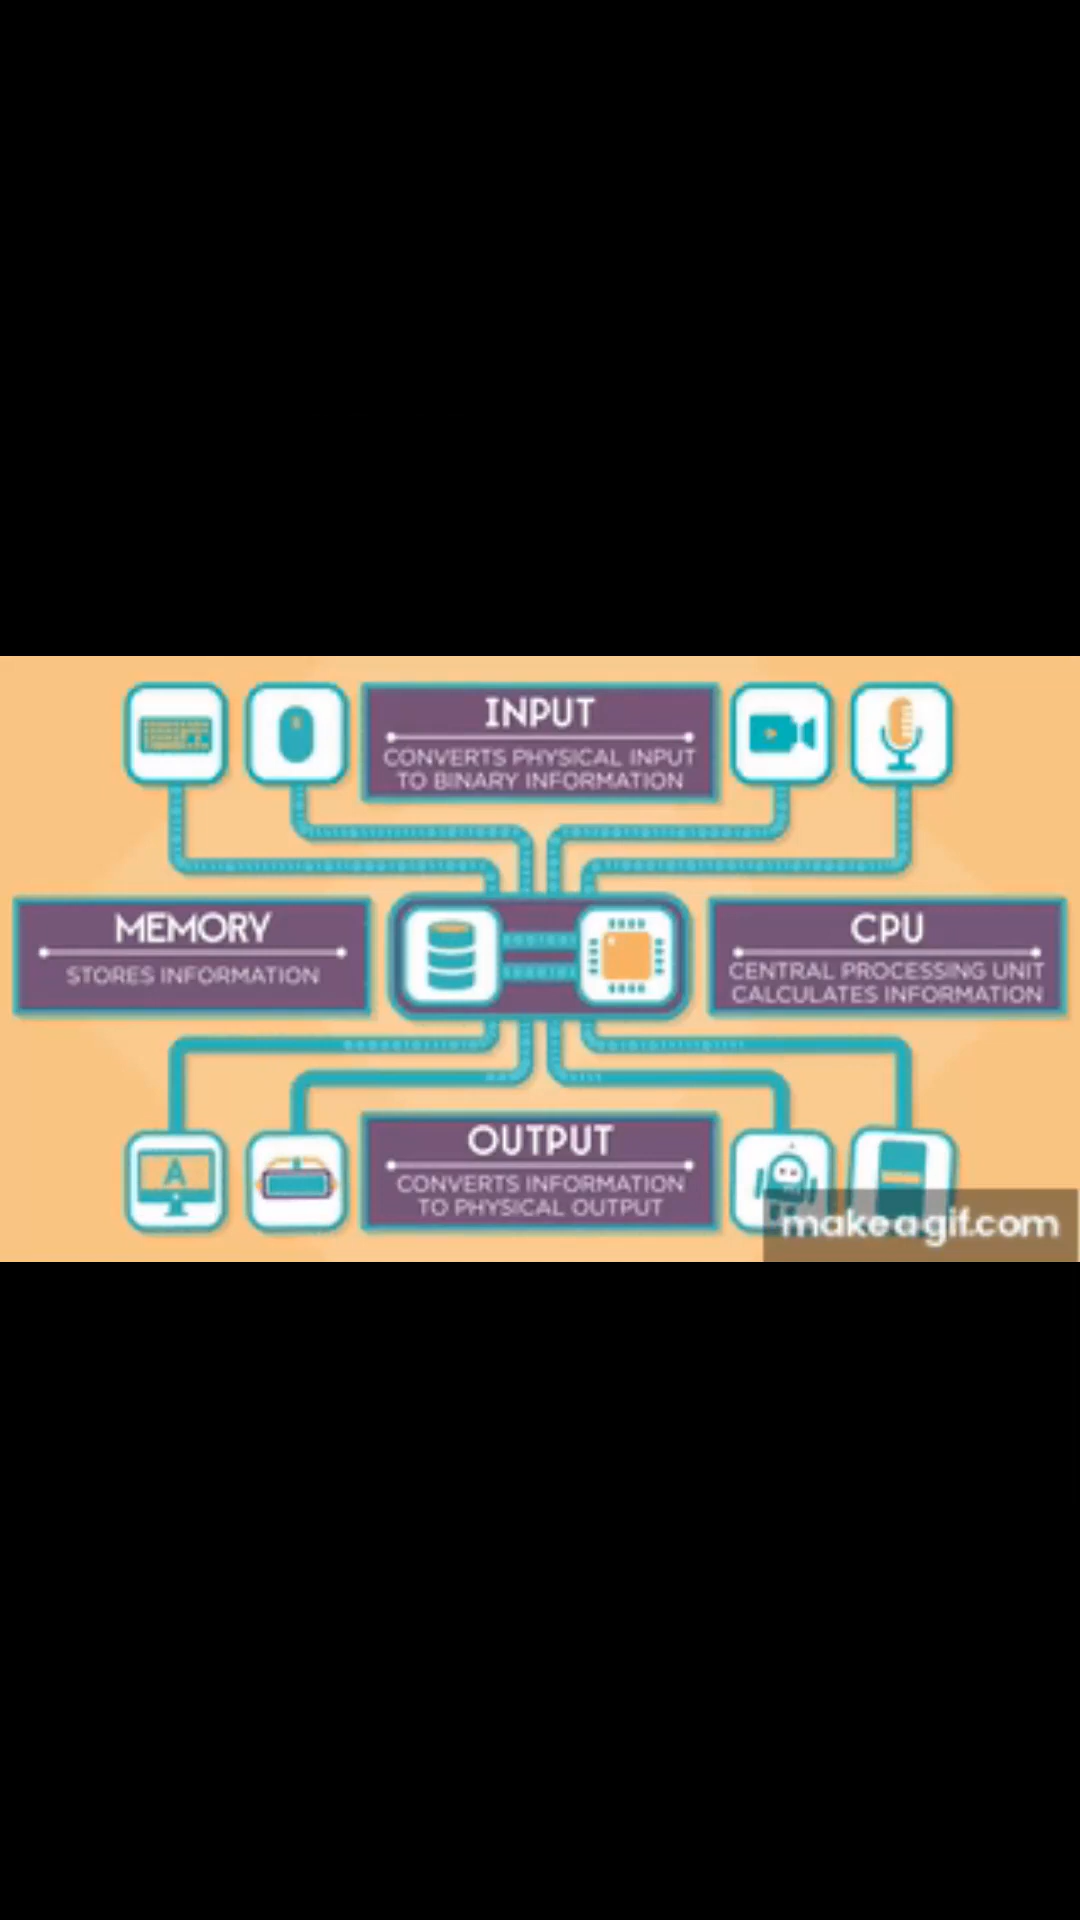 INPUT
CONVERTS PHYSICAL INPUT
TO BINARY INFORMATION
MEMORY
STORES INFORMATION
CPU
CENTRAL PROCESSING UNIT
CALCULATES INFORMATION
OUTPUT
CONVERTS INFORMATION
TO PHYSICAL OUTPUT
A
makeagif.com